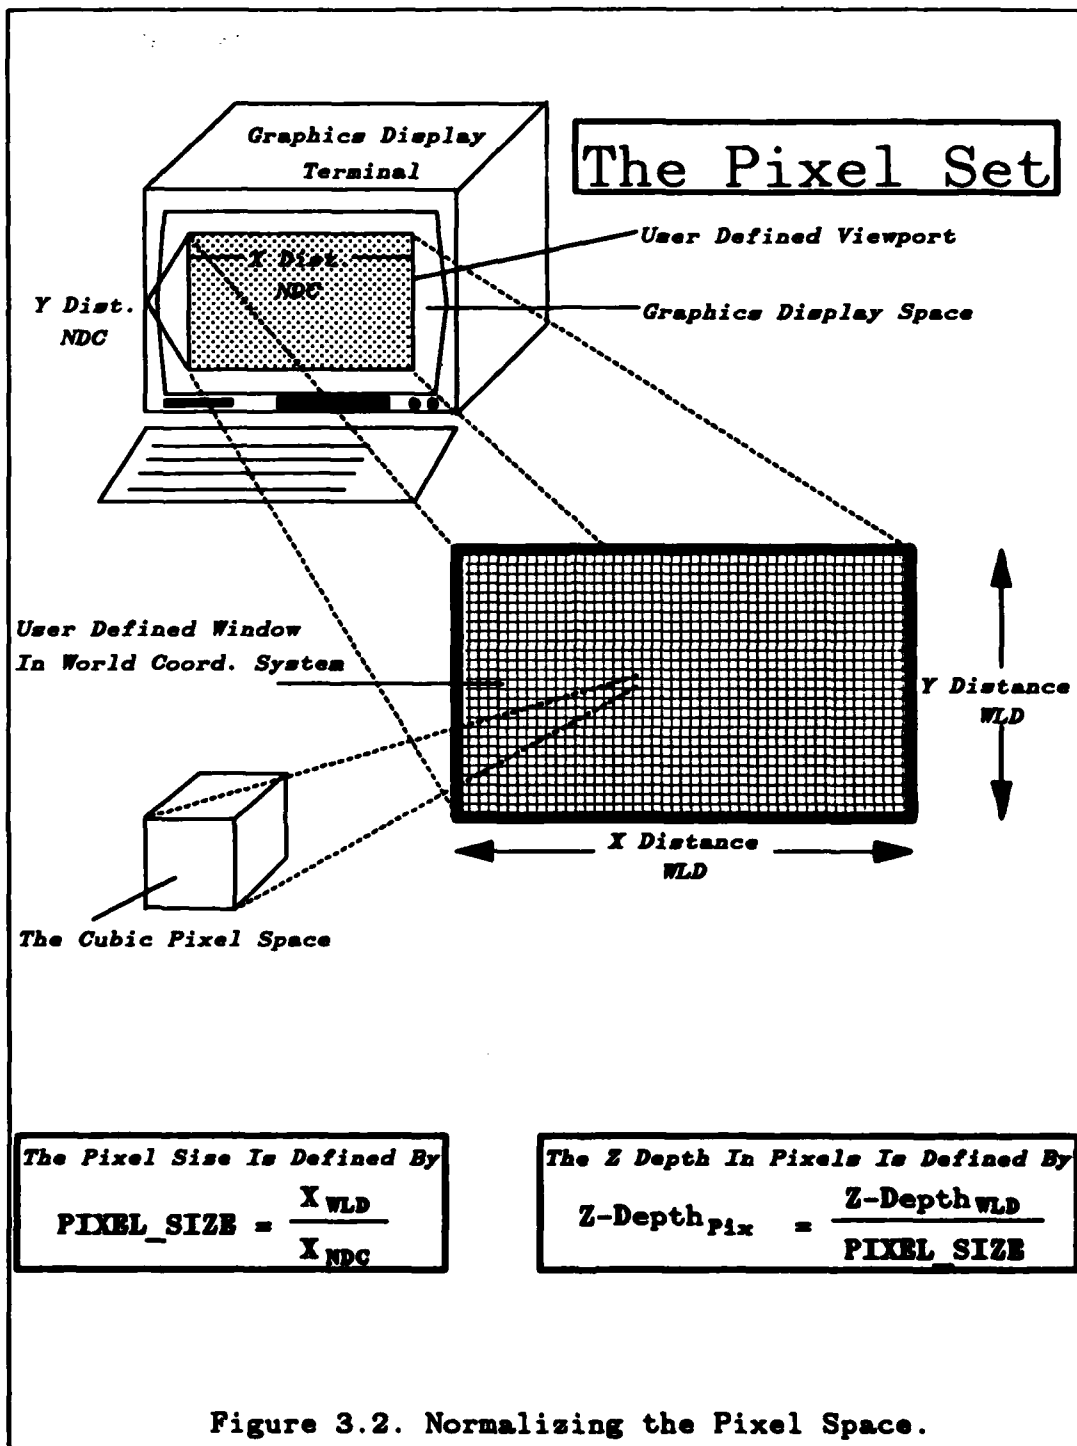 Graphics Display
Terminal
The Pixel Set
User Defined Viewport
X Dist.
NDC
Y Dist.
NDC
Graphics Display Space
User Defined Window
In World Coord. System
Y Distance
WLD
X Distance
WLD
The Cubic Pixel Space
The Pixel Size Is Defined By
PIXEL_SIZE = X WLD / X NDC
The Z Depth In Pixels Is Defined By
Z-Depth Pix = Z-Depth WLD / PIXEL_SIZE
Figure 3.2. Normalizing the Pixel Space.